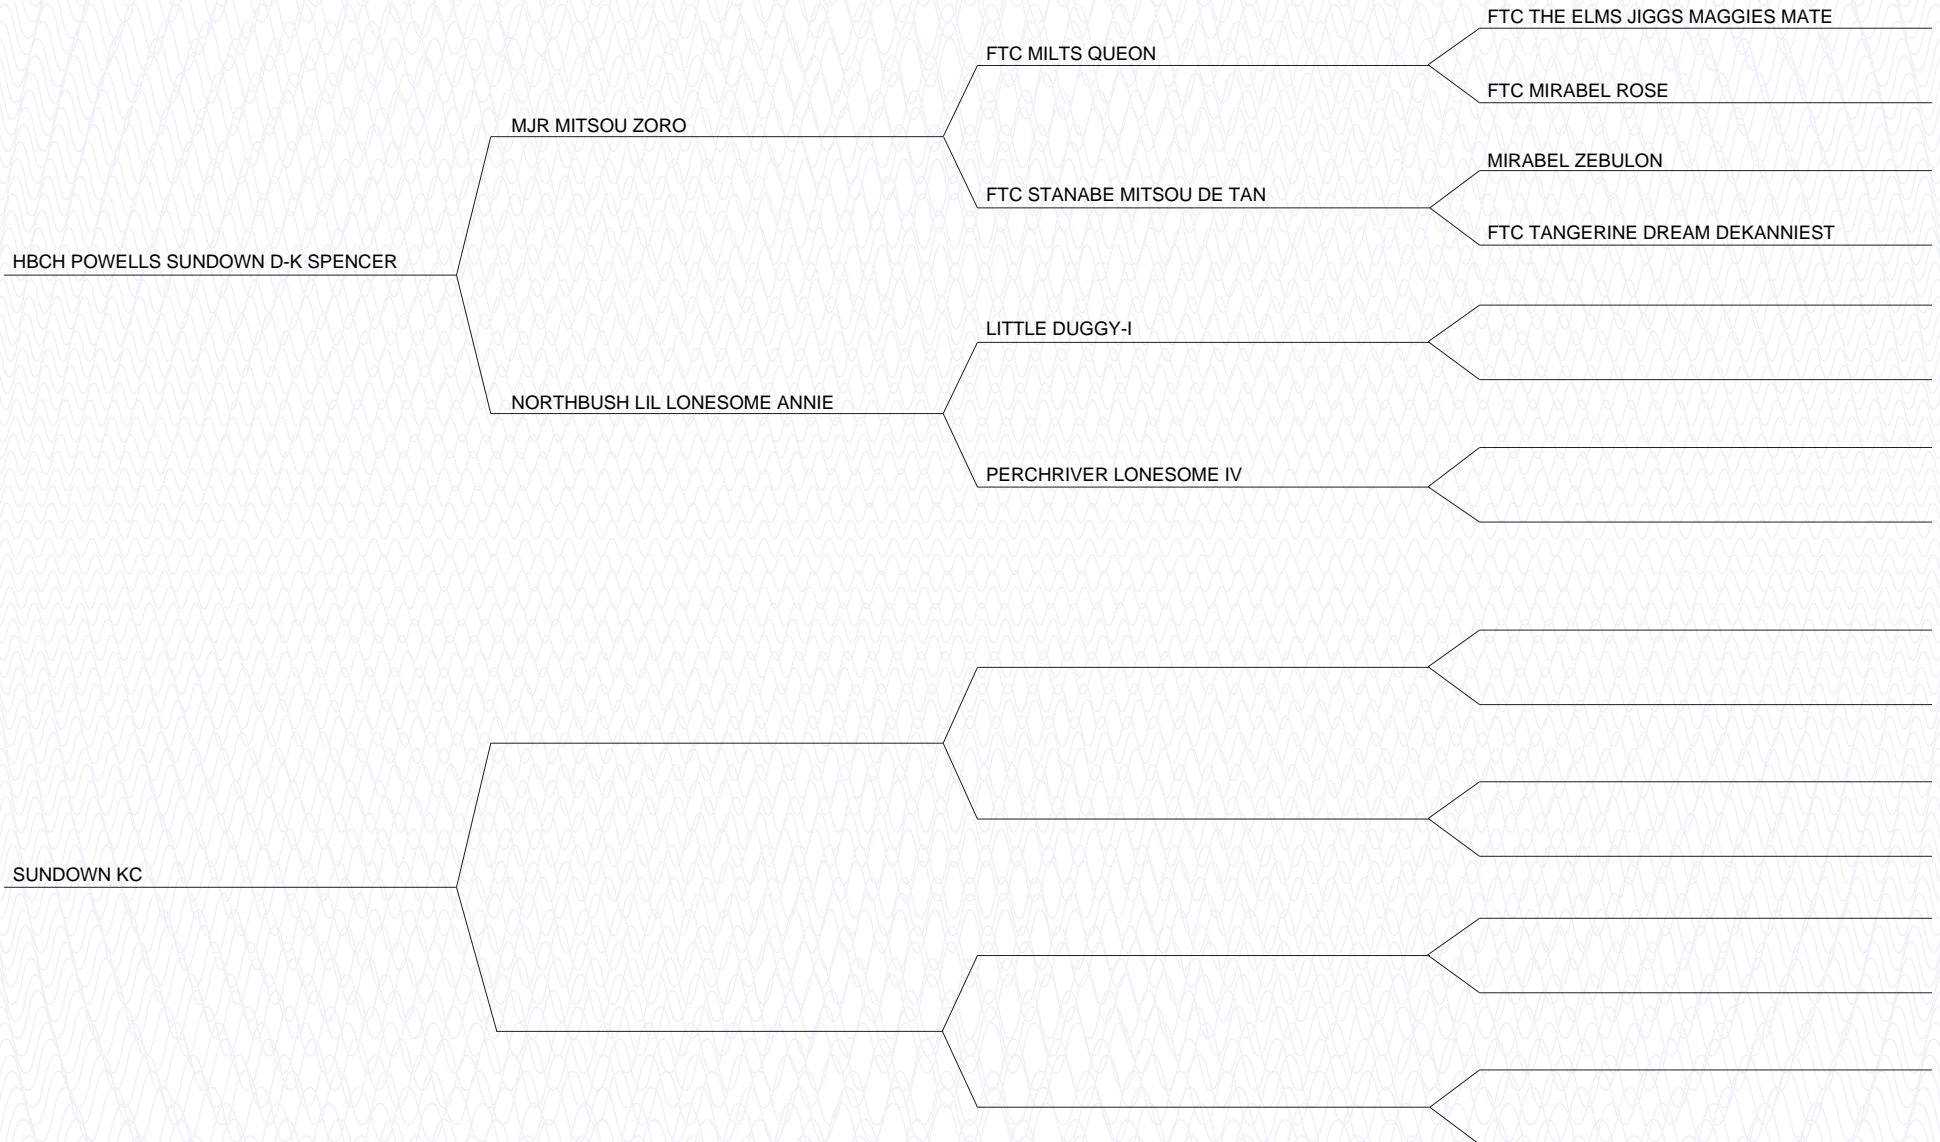 FTC THE ELMS JIGGS MAGGIES MATE
FTC MILTS QUEON
FTC MIRABEL ROSE
MJR MITSOU ZORO
MIRABEL ZEBULON
FTC STANABE MITSOU DE TAN
FTC TANGERINE DREAM DEKANNIEST
HBCH POWELLS SUNDOWN D-K SPENCER
LITTLE DUGGY-I
NORTHBUSH LIL LONESOME ANNIE
PERCHRIVER LONESOME IV
SUNDOWN KC